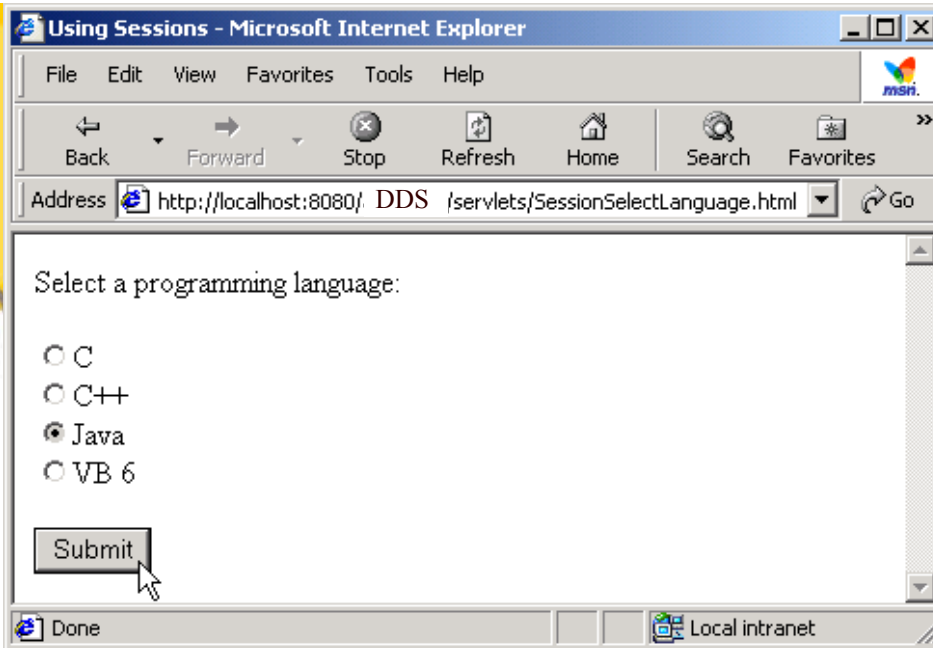 Using Sessions - Microsoft Internet Explorer
File Edit View Favorites Tools Help
msn.
Back Forward Stop Refresh Home Search Favorites »
Address http://localhost:8080/ DDS /servlets/SessionSelectLanguage.html Go
Select a programming language:
C
C++
Java
VB 6
Submit
Done Local intranet